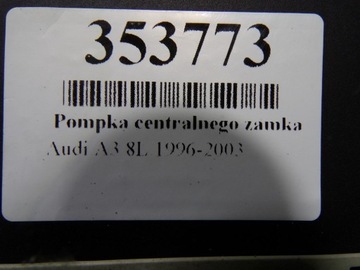 353773
Pompka centralnego zamka
Audi A3 8L 1996-2003